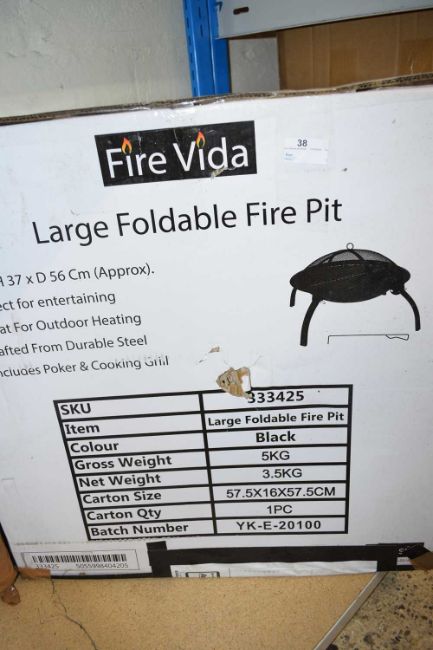 Fire Vida
38
Large Foldable Fire Pit
H 37 x D 56 Cm (Approx).
ect for entertaining
at For Outdoor Heating
afted From Durable Steel
ncludes Poker & Cooking Grill
SKU 333425
Item Large Foldable Fire Pit
Colour Black
Gross Weight 5KG
Net Weight 3.5KG
Carton Size 57.5X16X57.5CM
Carton Qty 1PC
Batch Number YK-E-20100
333425 5055998404205